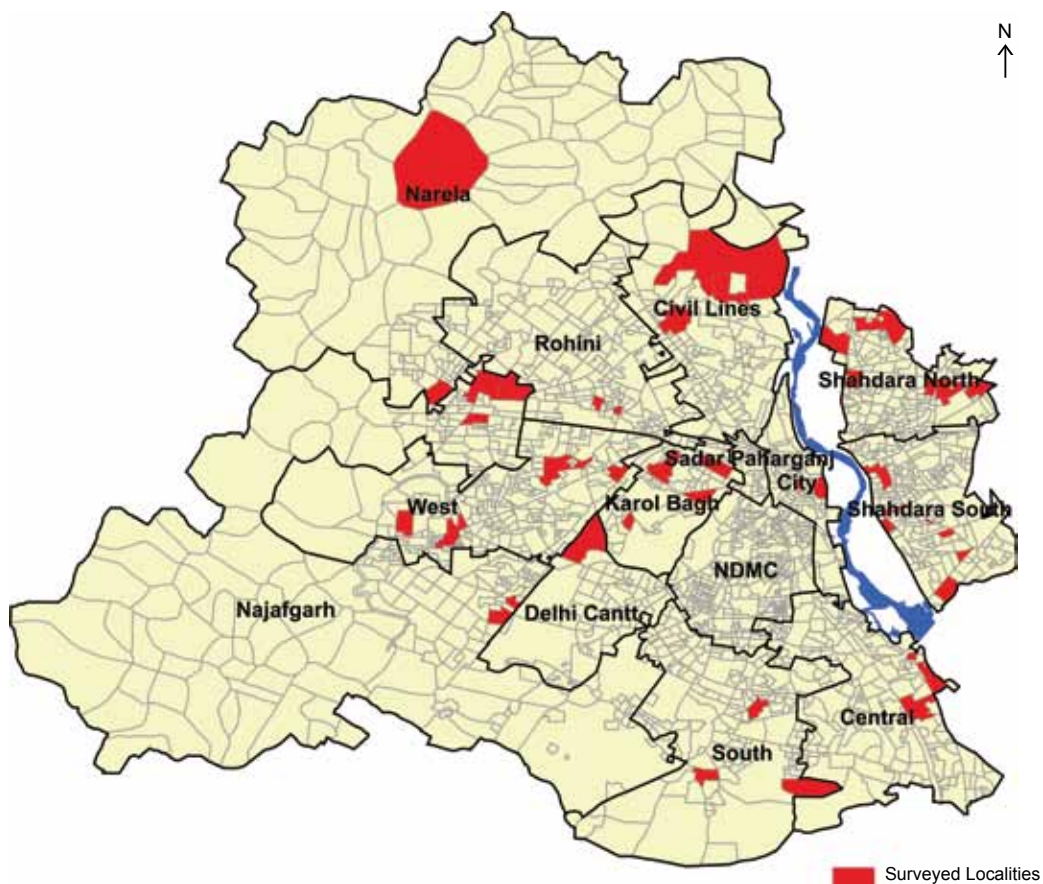 N
Narela
Civil Lines
Rohini
Shahdara North
Sadar Paharganj
City
Karol Bagh
West
Shahdara South
NDMC
Najafgarh
Delhi Cantt
Central
South
Surveyed Localities